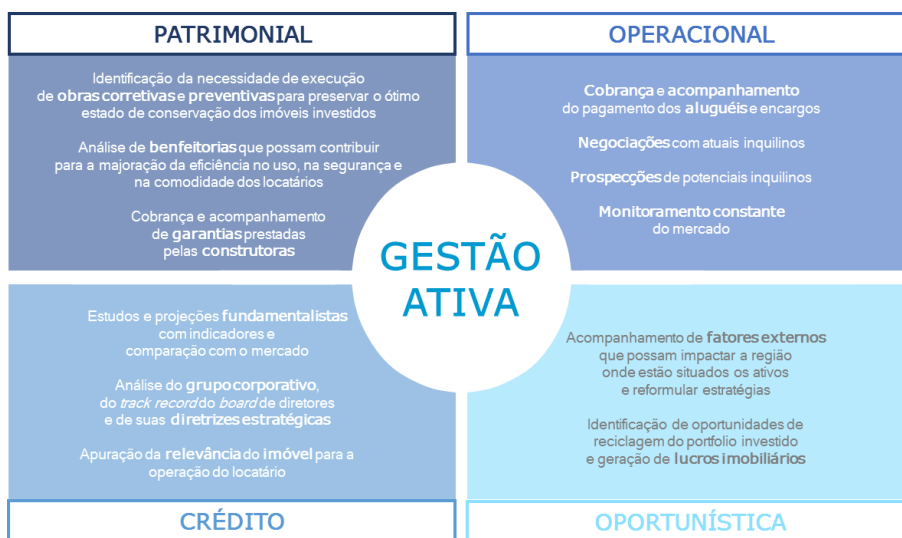 PATRIMONIAL
Identificação da necessidade de execução
de obras corretivas e preventivas para preservar o ótimo
estado de conservação dos imóveis investidos
Análise de benfeitorias que possam contribuir
para a majoração da eficiência no uso, na segurança e
na comodidade dos locatários
Cobrança e acompanhamento
de garantias prestadas
pelas construtoras
OPERACIONAL
Cobrança e acompanhamento
do pagamento dos aluguéis e encargos
Negociações com atuais inquilinos
Prospecções de potenciais inquilinos
Monitoramento constante
do mercado
GESTÃO
ATIVA
Estudos e projeções fundamentalistas
com indicadores e
comparação com o mercado
Análise do grupo corporativo,
do track record do board de diretores
e de suas diretrizes estratégicas
Apuração da relevância do imóvel para a
operação do locatário
CRÉDITO
Acompanhamento de fatores externos
que possam impactar a região
onde estão situados os ativos
e reformular estratégias
Identificação de oportunidades de
reciclagem do portfolio investido
e geração de lucros imobiliários
OPORTUNÍSTICA